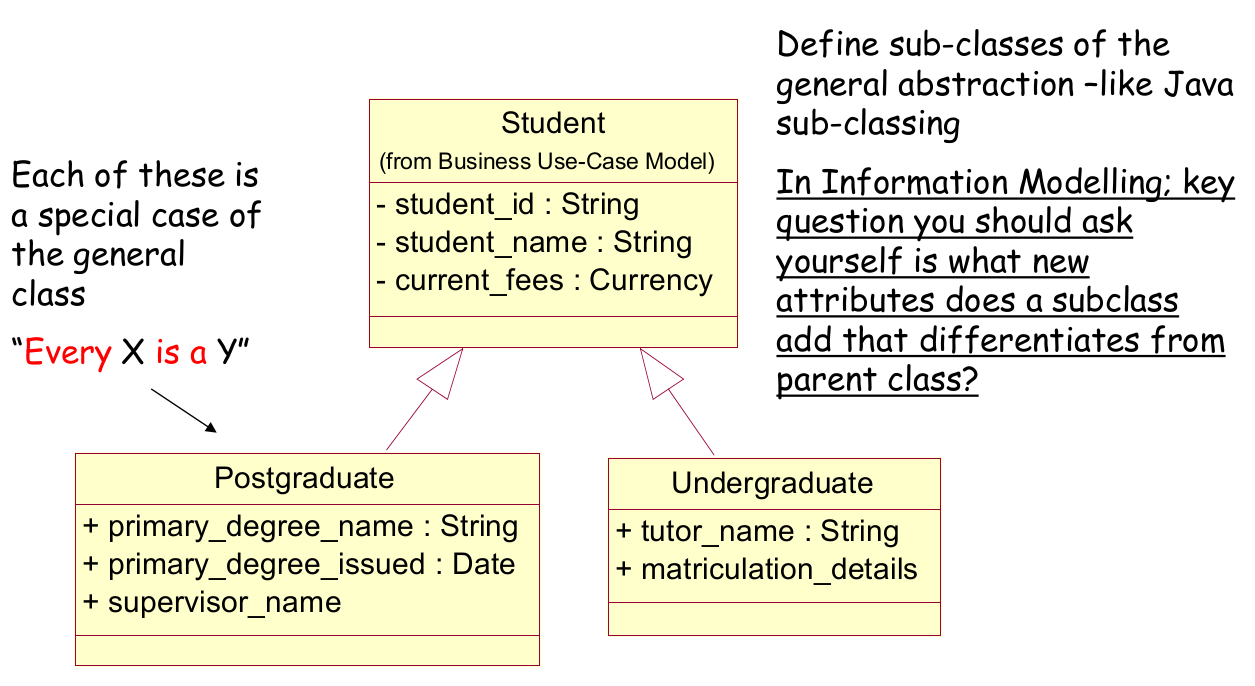 Define sub-classes of the
general abstraction –like Java
sub-classing
In Information Modelling; key
question you should ask
yourself is what new
attributes does a subclass
add that differentiates from
parent class?
Each of these is
a special case of
the general
class
“Every X is a Y”
Student
(from Business Use-Case Model)
- student_id : String
- student_name : String
- current_fees : Currency
Postgraduate
+ primary_degree_name : String
+ primary_degree_issued : Date
+ supervisor_name
Undergraduate
+ tutor_name : String
+ matriculation_details